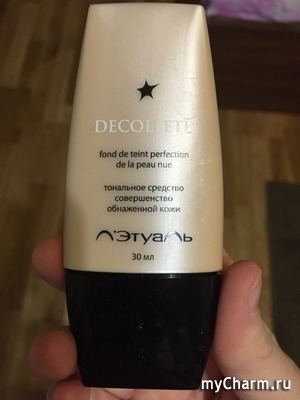 DECOLLETE
fond de teint perfection
de la peau nue
тональное средство
совершенство
обнаженной кожи
Л'Этуаль
30 мл
myCharm.ru